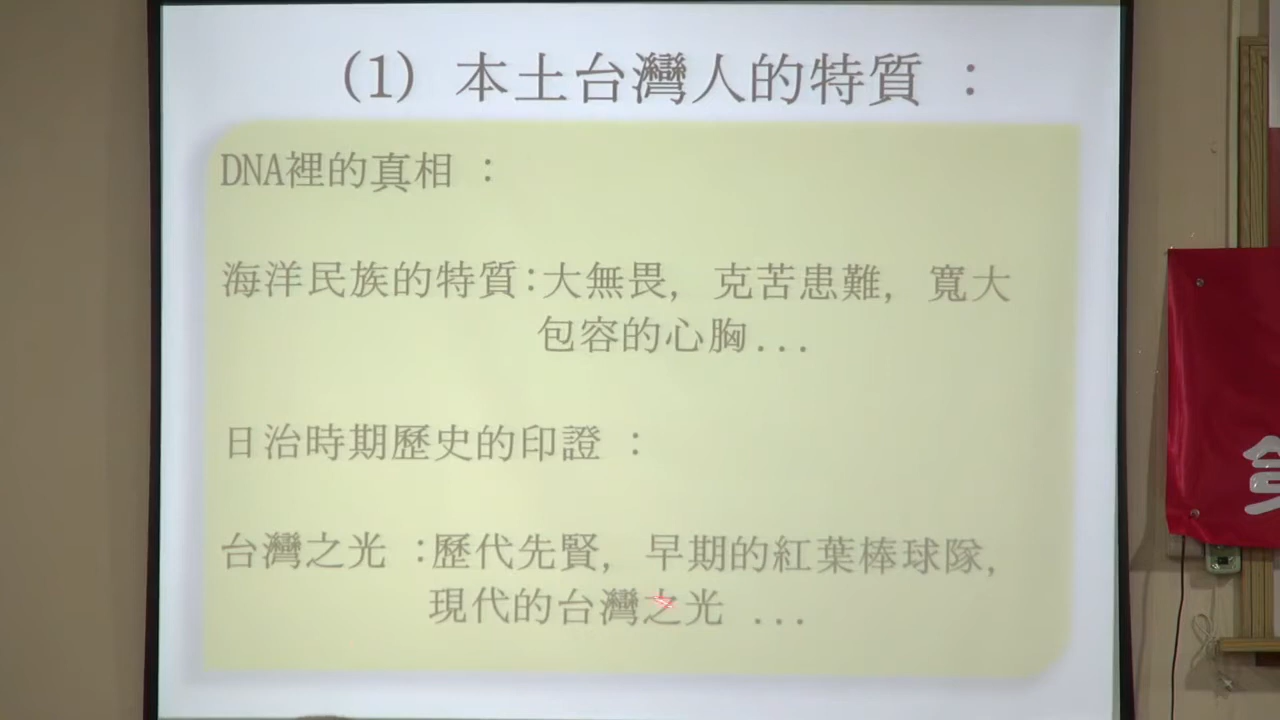 (1) 本土台灣人的特質 :
DNA裡的真相 :
海洋民族的特質:大無畏, 克苦患難, 寬大
包容的心胸...
日治時期歷史的印證 :
台灣之光 :歷代先賢, 早期的紅葉棒球隊,
現代的台灣之光 ...